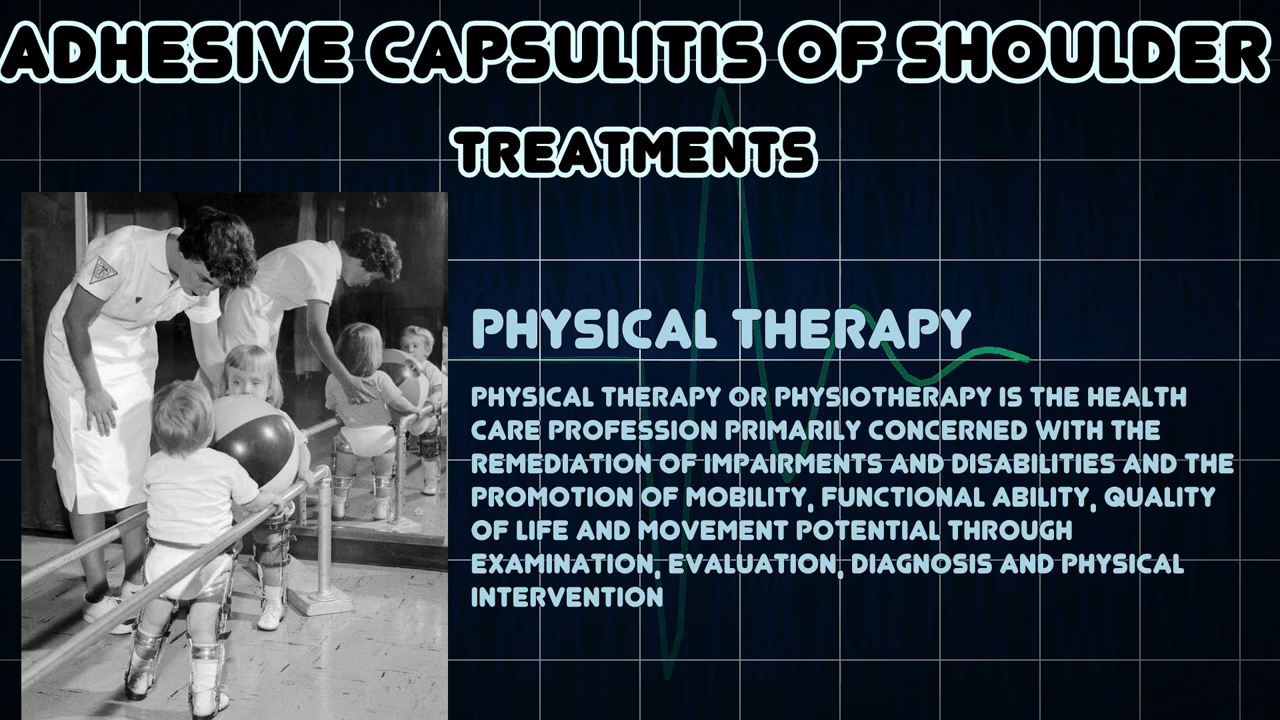 ADHESIVE CAPSULITIS OF SHOULDER
TREATMENTS
PHYSICAL THERAPY
PHYSICAL THERAPY OR PHYSIOTHERAPY IS THE HEALTH
CARE PROFESSION PRIMARILY CONCERNED WITH THE
REMEDIATION OF IMPAIRMENTS AND DISABILITIES AND THE
PROMOTION OF MOBILITY, FUNCTIONAL ABILITY, QUALITY
OF LIFE AND MOVEMENT POTENTIAL THROUGH
EXAMINATION, EVALUATION, DIAGNOSIS AND PHYSICAL
INTERVENTION